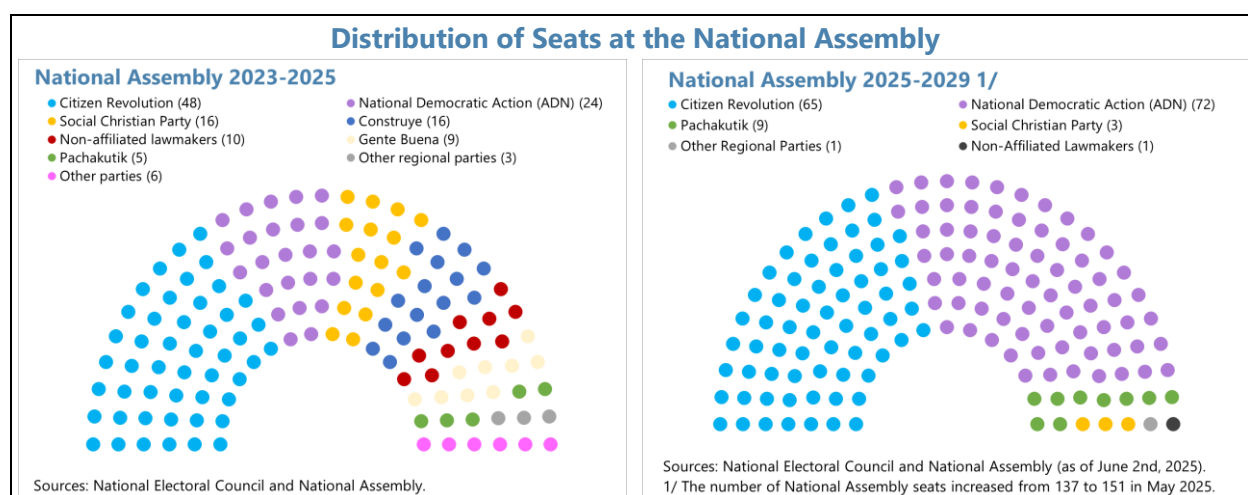 Distribution of Seats at the National Assembly
National Assembly 2023-2025
Citizen Revolution (48)
National Democratic Action (ADN) (24)
Social Christian Party (16)
Construye (16)
Non-affiliated lawmakers (10)
Gente Buena (9)
Pachakutik (5)
Other regional parties (3)
Other parties (6)
Sources: National Electoral Council and National Assembly.
National Assembly 2025-2029 1/
Citizen Revolution (65)
National Democratic Action (ADN) (72)
Pachakutik (9)
Social Christian Party (3)
Other Regional Parties (1)
Non-Affiliated Lawmakers (1)
Sources: National Electoral Council and National Assembly (as of June 2nd, 2025).
1/ The number of National Assembly seats increased from 137 to 151 in May 2025.